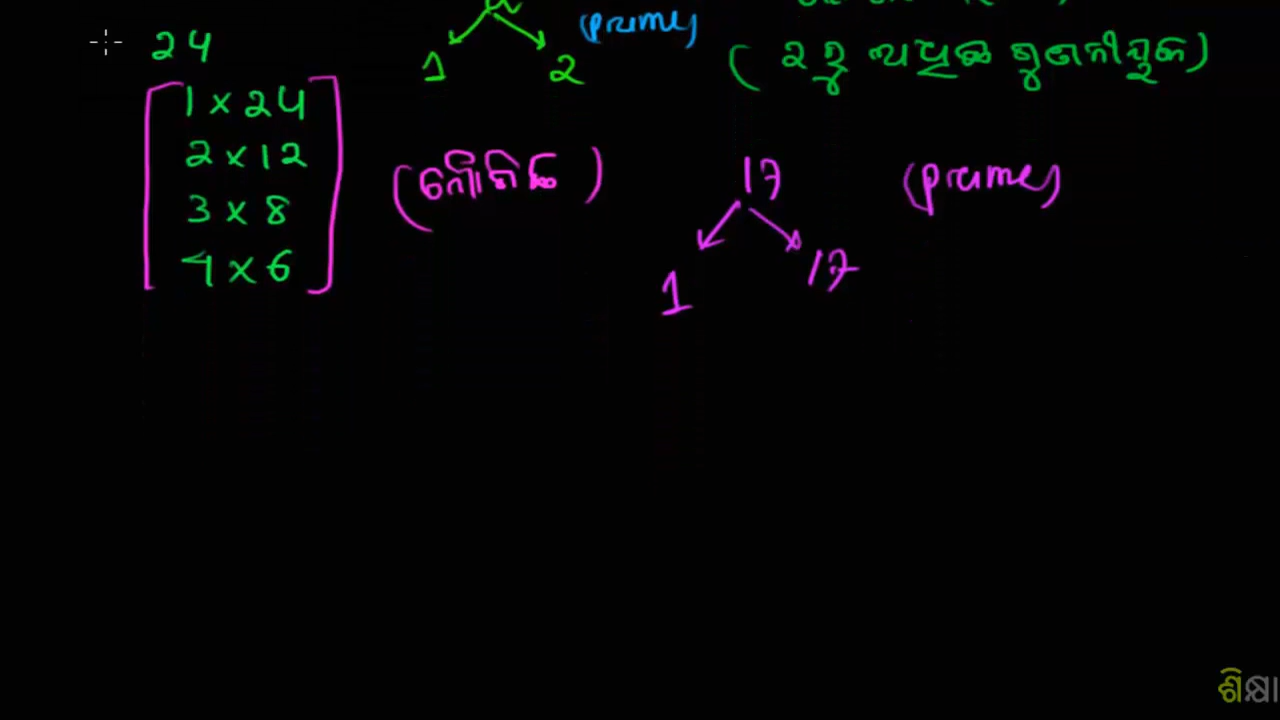 24
1 2 (prime)
(୨ ରୁ ଅଧିକ ଗୁଣନୀୟକ)
1 x 24
2 x 12
3 x 8
4 x 6
(ଯୌଗିକ)
17 (prime)
1 17
ଶିକ୍ଷା